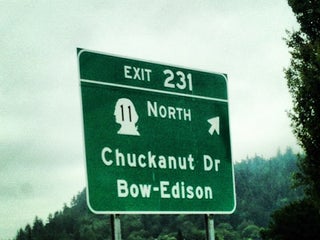 EXIT 231
11 NORTH
Chuckanut Dr
Bow-Edison